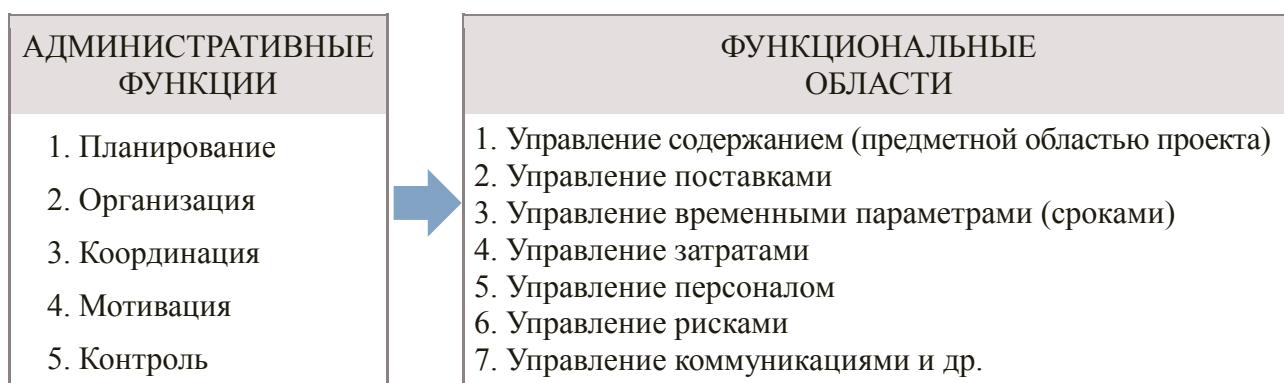 АДМИНИСТРАТИВНЫЕ
ФУНКЦИИ
1. Планирование
2. Организация
3. Координация
4. Мотивация
5. Контроль
ФУНКЦИОНАЛЬНЫЕ
ОБЛАСТИ
1. Управление содержанием (предметной областью проекта)
2. Управление поставками
3. Управление временными параметрами (сроками)
4. Управление затратами
5. Управление персоналом
6. Управление рисками
7. Управление коммуникациями и др.